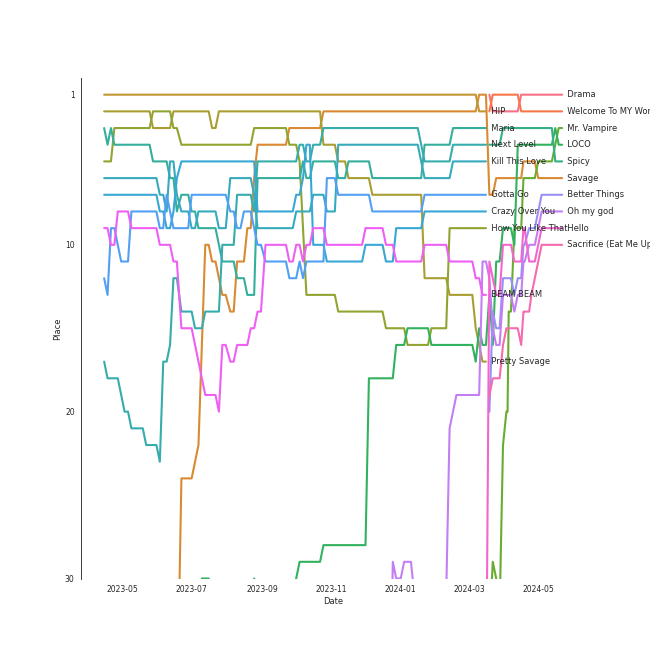 1
10
20
30
Place
2023-05
2023-07
2023-09
2023-11
2024-01
2024-03
2024-05
Date
HIP
Maria
Next Level
Kill This Love
Gotta Go
Crazy Over You
How You Like That
BEAM BEAM
Pretty Savage
Drama
Welcome To MY Wor
Mr. Vampire
LOCO
Spicy
Savage
Better Things
Oh my god
Hello
Sacrifice (Eat Me Up